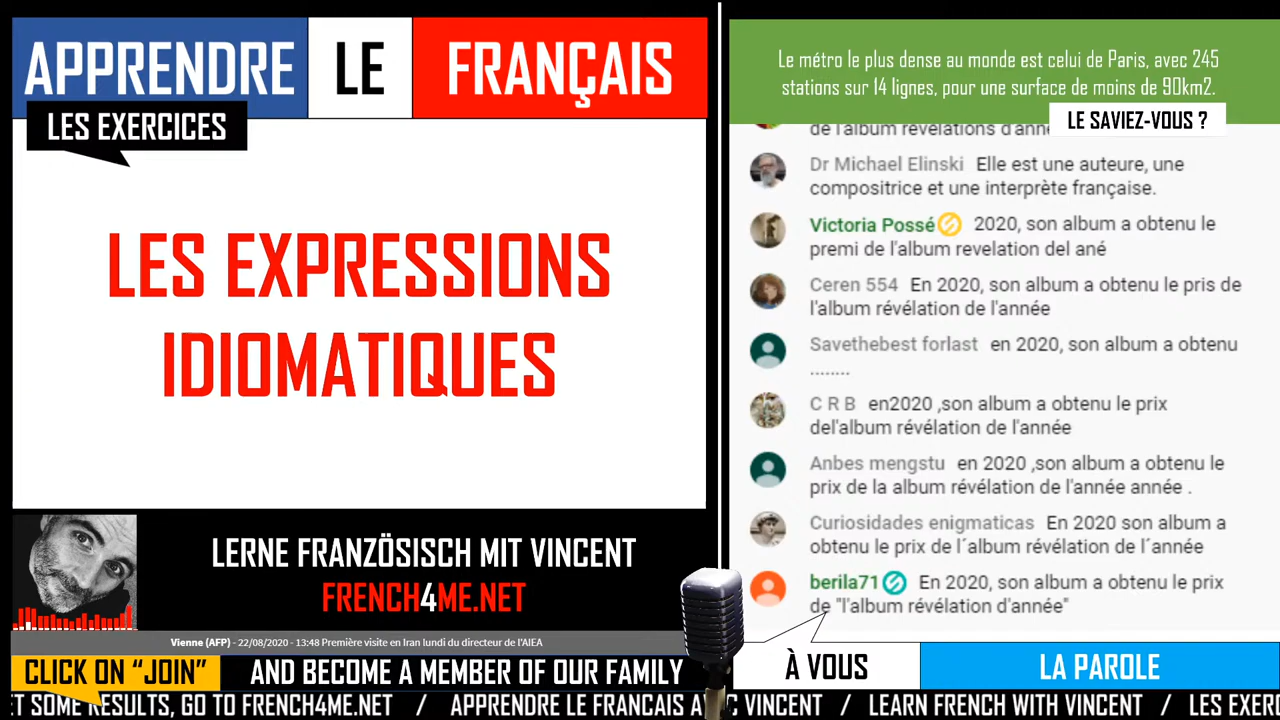 APPRENDRE LE FRANÇAIS
LES EXERCICES
LES EXPRESSIONS
IDIOMATIQUES
LERNE FRANZÖSISCH MIT VINCENT
FRENCH4ME.NET
Vienne (AFP) - 22/08/2020 - 13:48 Première visite en Iran lundi du directeur de l'AIEA
CLICK ON “JOIN” AND BECOME A MEMBER OF OUR FAMILY
Le métro le plus dense au monde est celui de Paris, avec 245
stations sur 14 lignes, pour une surface de moins de 90km2.
LE SAVIEZ-VOUS ?
de l'album révélations d'anné
Dr Michael Elinski Elle est une auteure, une
compositrice et une interprète française.
Victoria Possé 2020, son album a obtenu le
premi de l'album revelation del ané
Ceren 554 En 2020, son album a obtenu le pris de
l'album révélation de l'année
Savethebest forlast en 2020, son album a obtenu
........
C R B en2020 ,son album a obtenu le prix
del'album révélation de l'année
Anbes mengstu en 2020 ,son album a obtenu le
prix de la album révélation de l'année année .
Curiosidades enigmaticas En 2020 son album a
obtenu le prix de l´album révélation de l´année
berila71 En 2020, son album a obtenu le prix
de "l'album révélation d'année"
À VOUS LA PAROLE
ET SOME RESULTS, GO TO FRENCH4ME.NET / APPRENDRE LE FRANCAIS VINCENT / LEARN FRENCH WITH VINCENT / LES EXER